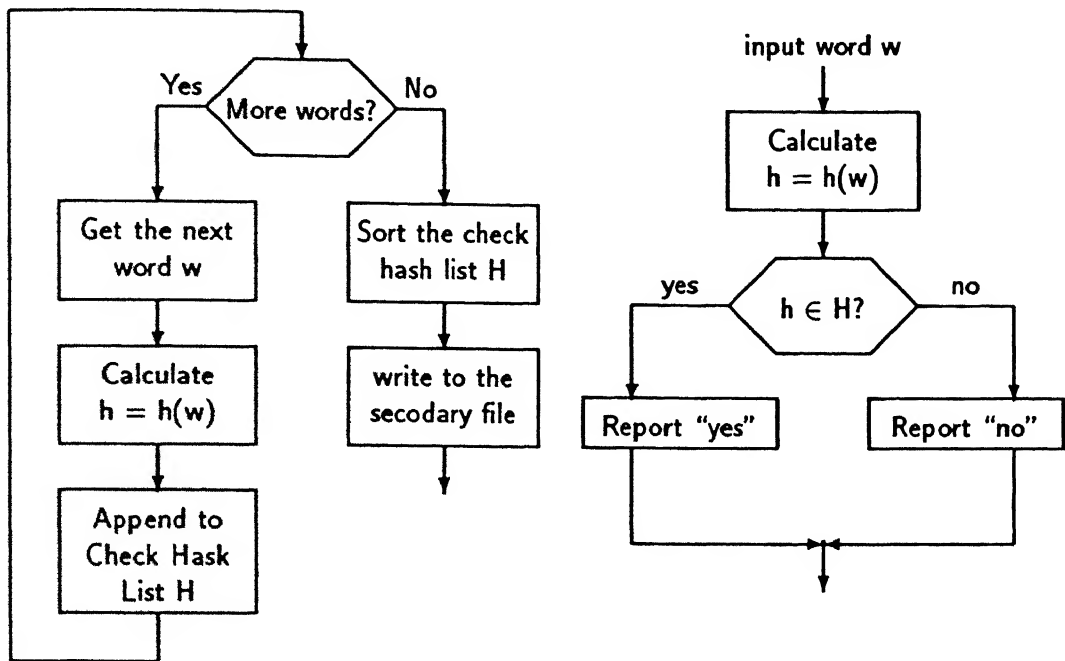 Yes
More words?
No
Get the next
word w
Calculate
h = h(w)
Append to
Check Hask
List H
Sort the check
hash list H
write to the
secodary file
input word w
Calculate
h = h(w)
yes
h ∈ H?
no
Report “yes”
Report “no”